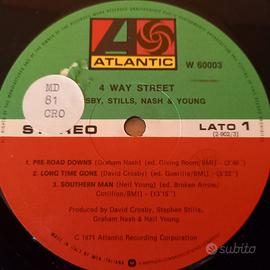 ATLANTIC
W 60003
4 WAY STREET
SBY, STILLS, NASH & YOUNG
MD
81
CRO
STEREO
LATO 1
1. PRE-ROAD DOWNS (Graham Nash) (ed. Giving Room/BMI)
2. LONG TIME GONE (David Crosby) (ed. Guerilla/BMI)
3. SOUTHERN MAN (Neil Young) (ed. Broken Arrow/
Cotillion/BMI)
Produced by David Crosby, Stephen Stills,
Graham Nash & Neil Young
© 1971 Atlantic Recording Corporation
subito